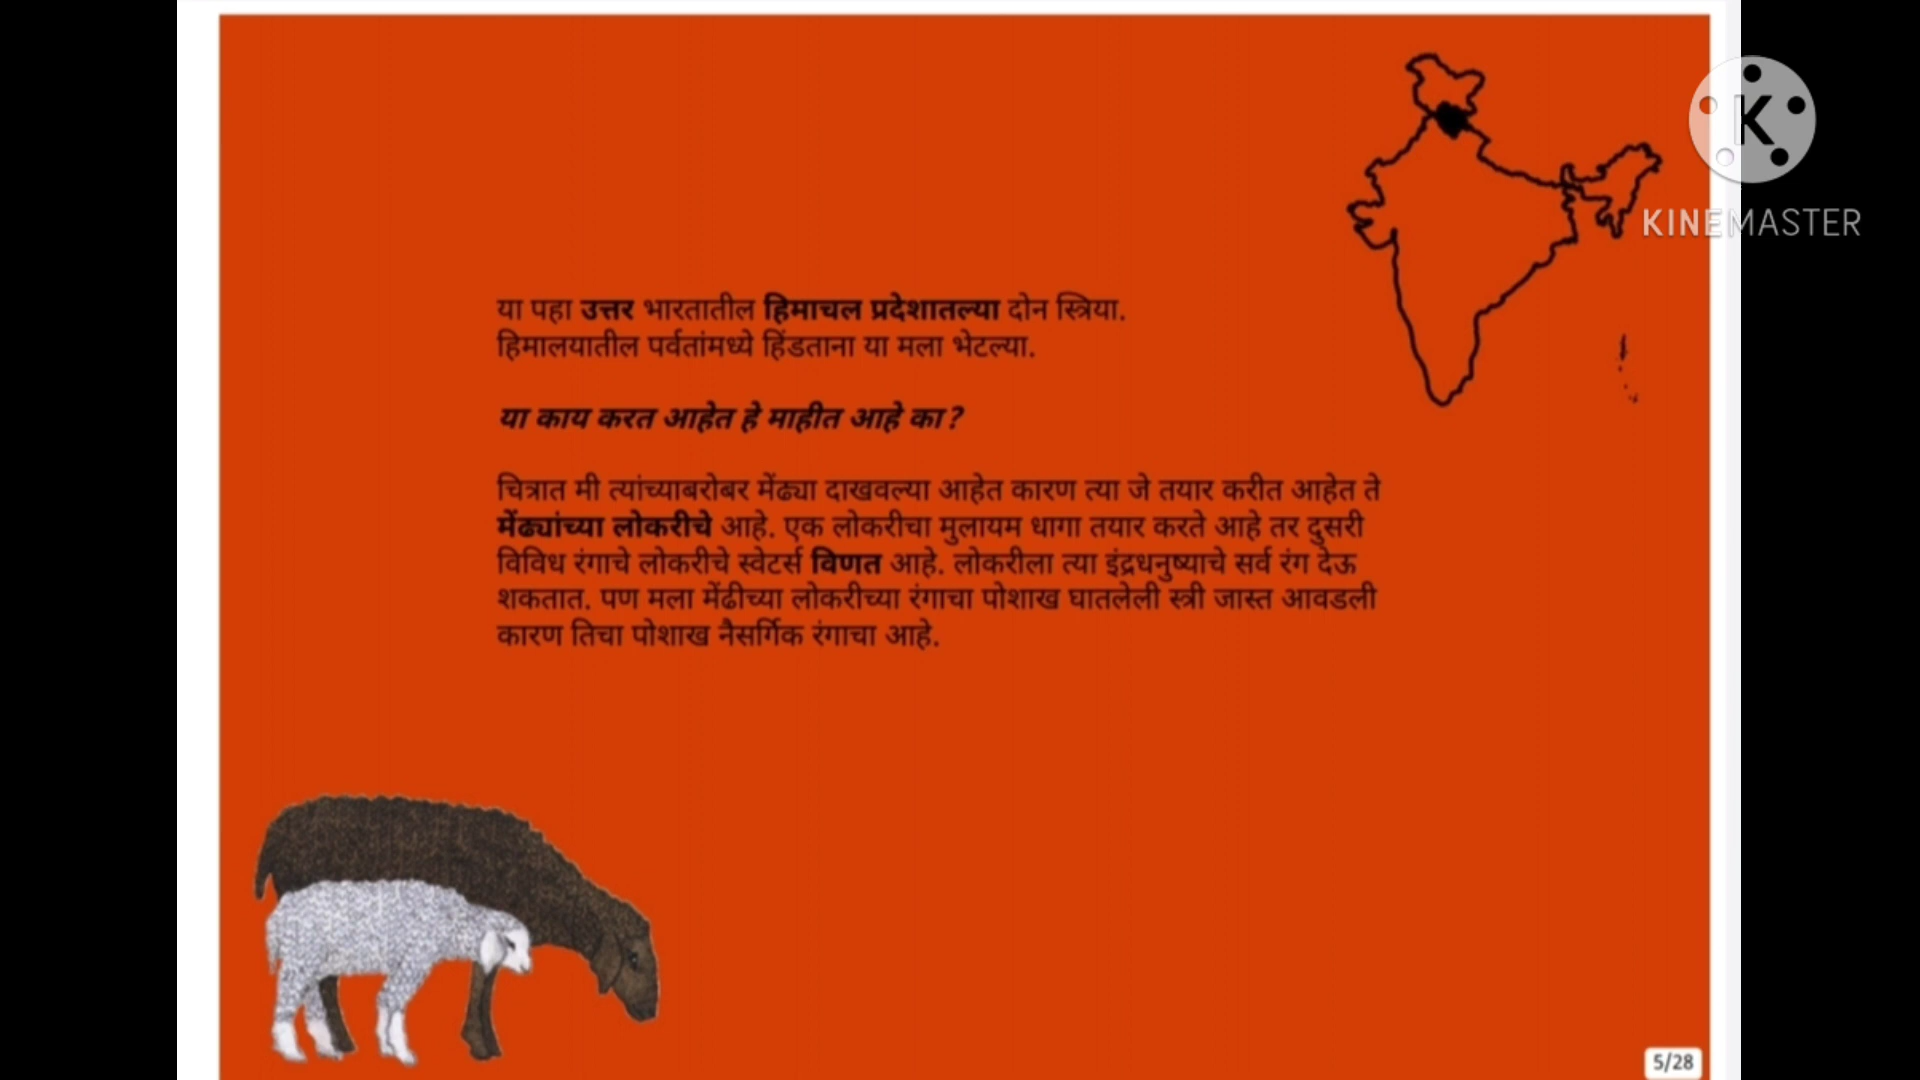 या पहा उत्तर भारतातील हिमाचल प्रदेशातल्या दोन स्त्रिया.
हिमालयातील पर्वतांमध्ये हिंडताना या मला भेटल्या.
या काय करत आहेत हे माहीत आहे का?
चित्रात मी त्यांच्याबरोबर मेंढ्या दाखवल्या आहेत कारण त्या जे तयार करीत आहेत ते
मेंढ्यांच्या लोकरीचे आहे. एक लोकरीचा मुलायम धागा तयार करते आहे तर दुसरी
विविध रंगाचे लोकरीचे स्वेटर्स विणत आहे. लोकरीला त्या इंद्रधनुष्याचे सर्व रंग देऊ
शकतात. पण मला मेंढीच्या लोकरीच्या रंगाचा पोशाख घातलेली स्त्री जास्त आवडली
कारण तिचा पोशाख नैसर्गिक रंगाचा आहे.
K
KINEMASTER
5/28